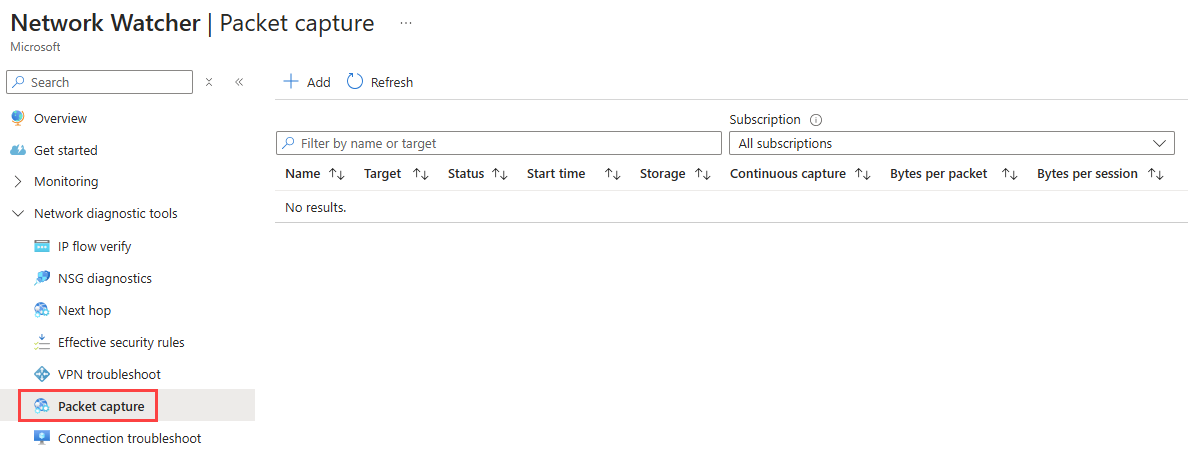 Network Watcher | Packet capture ...
Microsoft
Search
Add Refresh
Overview
Get started
Monitoring
Network diagnostic tools
IP flow verify
NSG diagnostics
Next hop
Effective security rules
VPN troubleshoot
Packet capture
Connection troubleshoot
Subscription
Filter by name or target All subscriptions
Name Target Status Start time Storage Continuous capture Bytes per packet Bytes per session
No results.